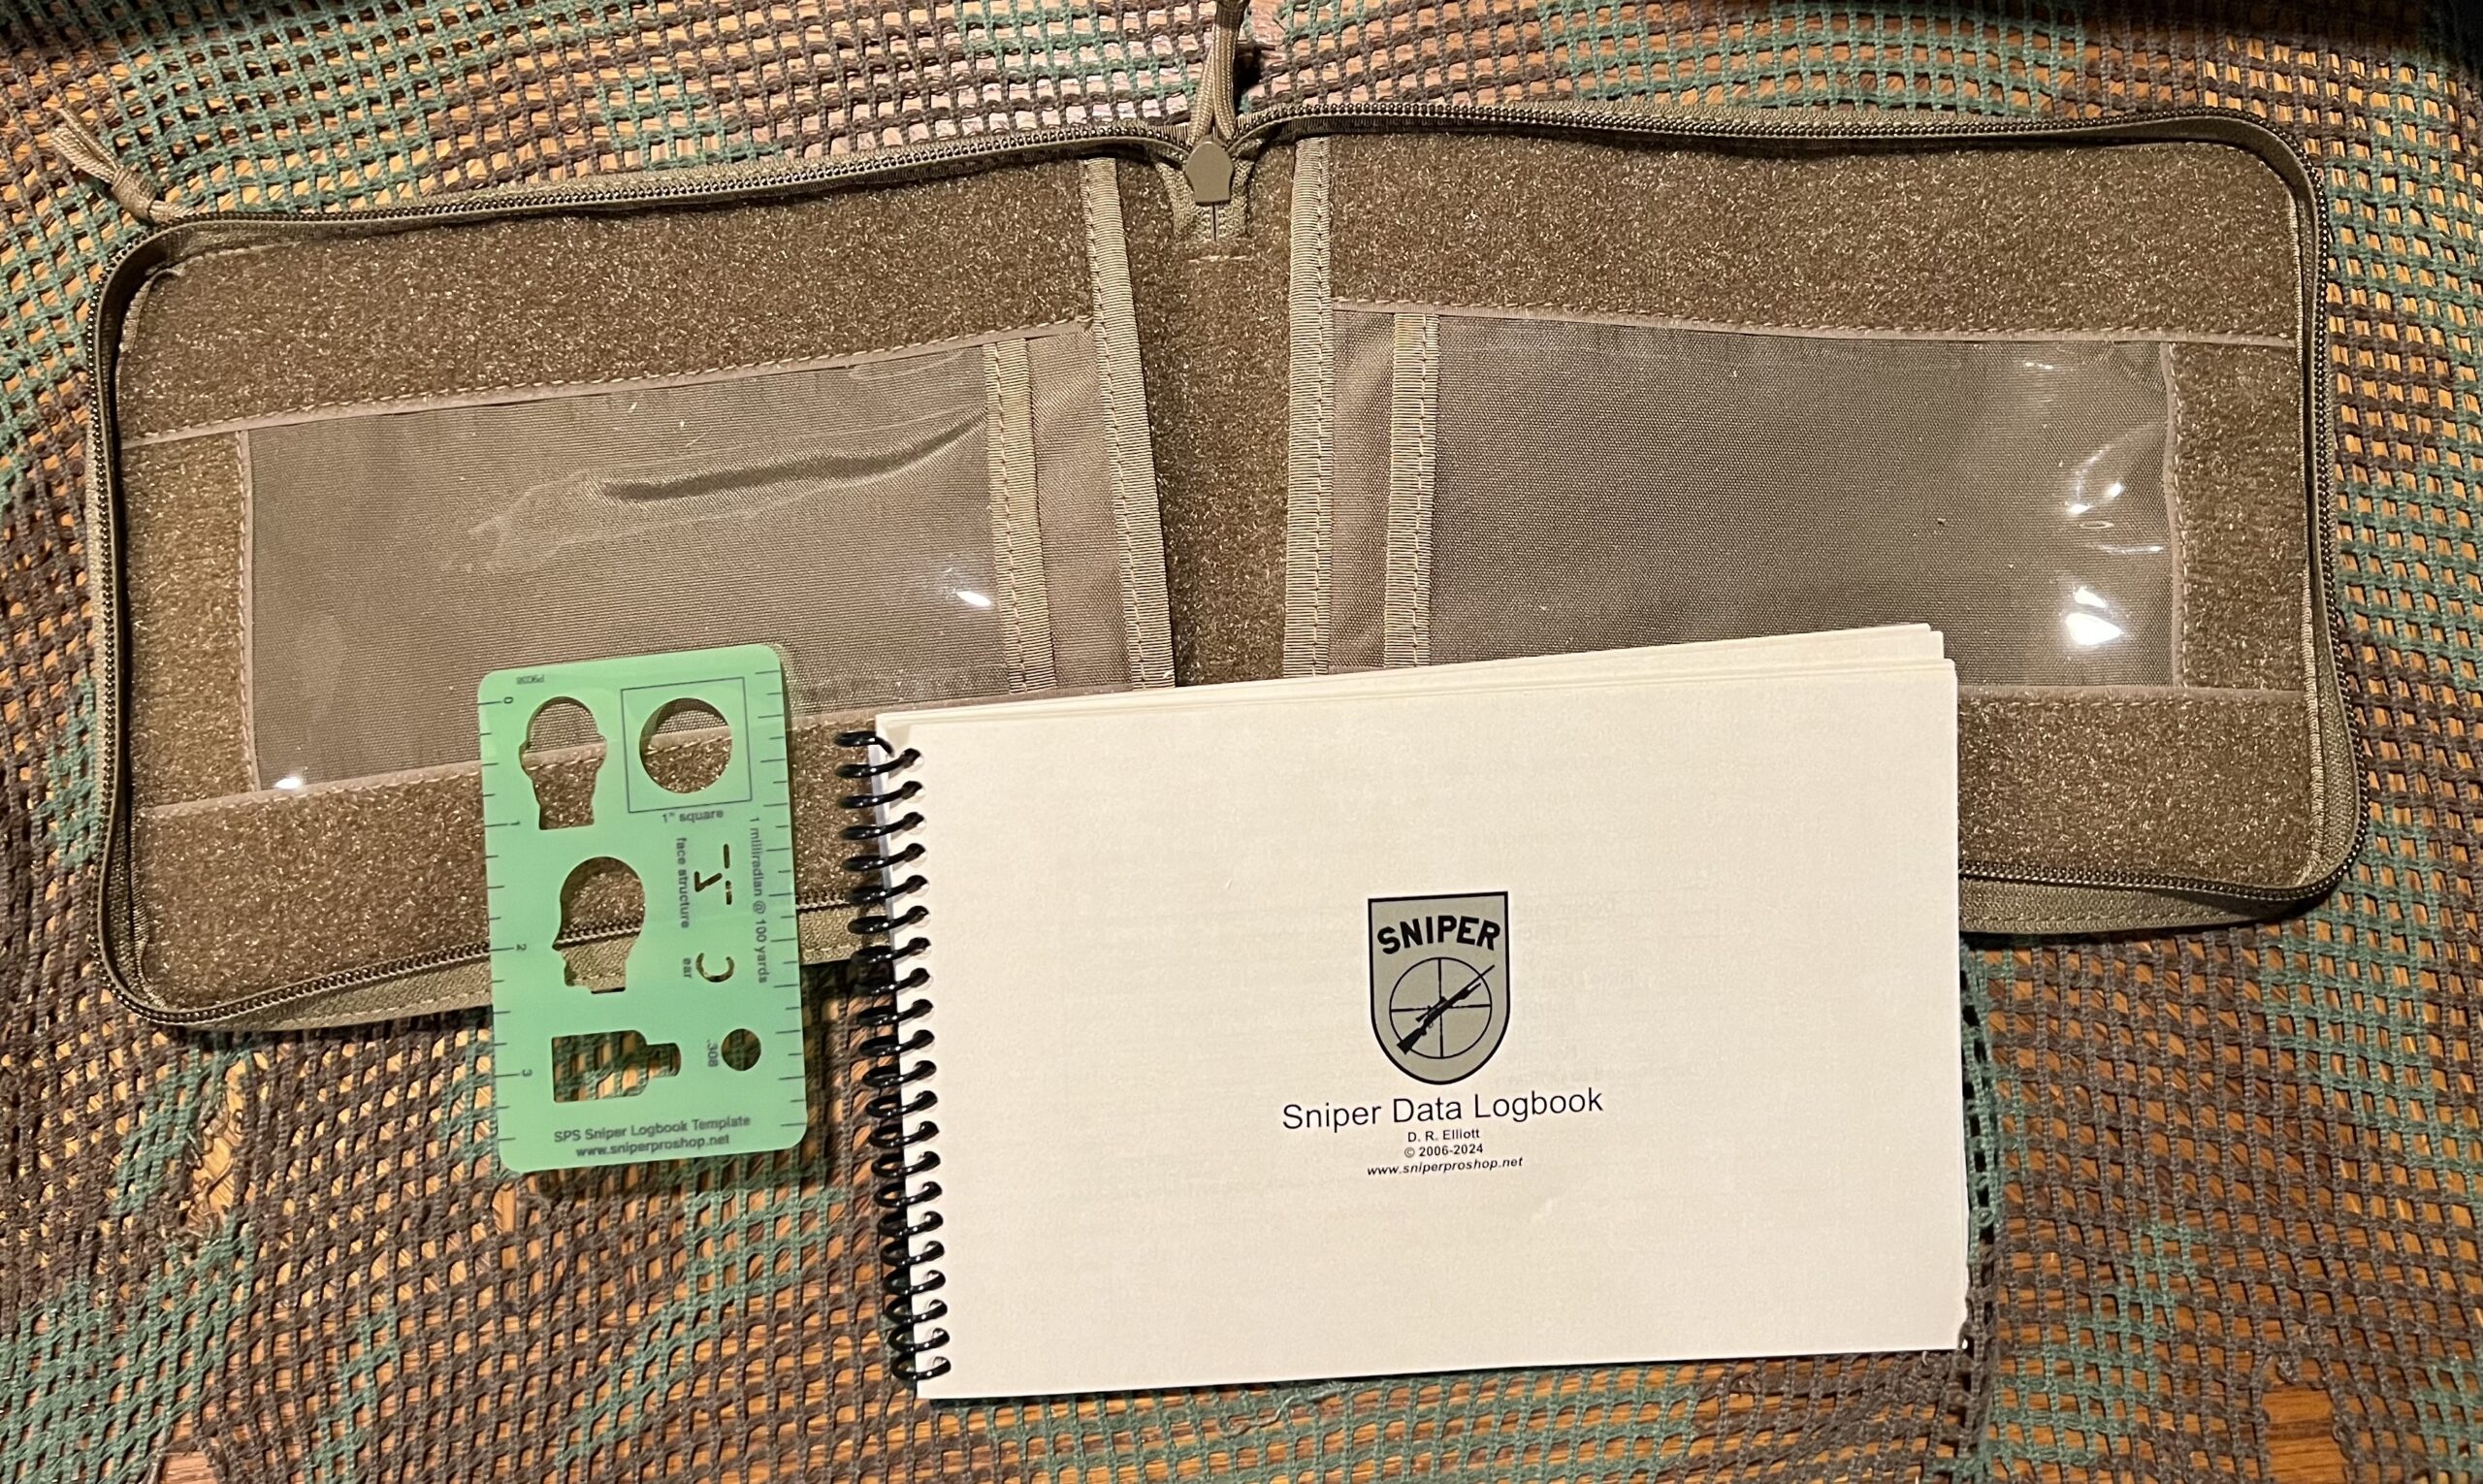 P9038
0
1
2
3
1" square
1 milliradian @ 100 yards
face structure
ear
.308
SPS Sniper Logbook Template
www.sniperproshop.net
SNIPER
Sniper Data Logbook
D. R. Elliott
© 2006-2024
www.sniperproshop.net